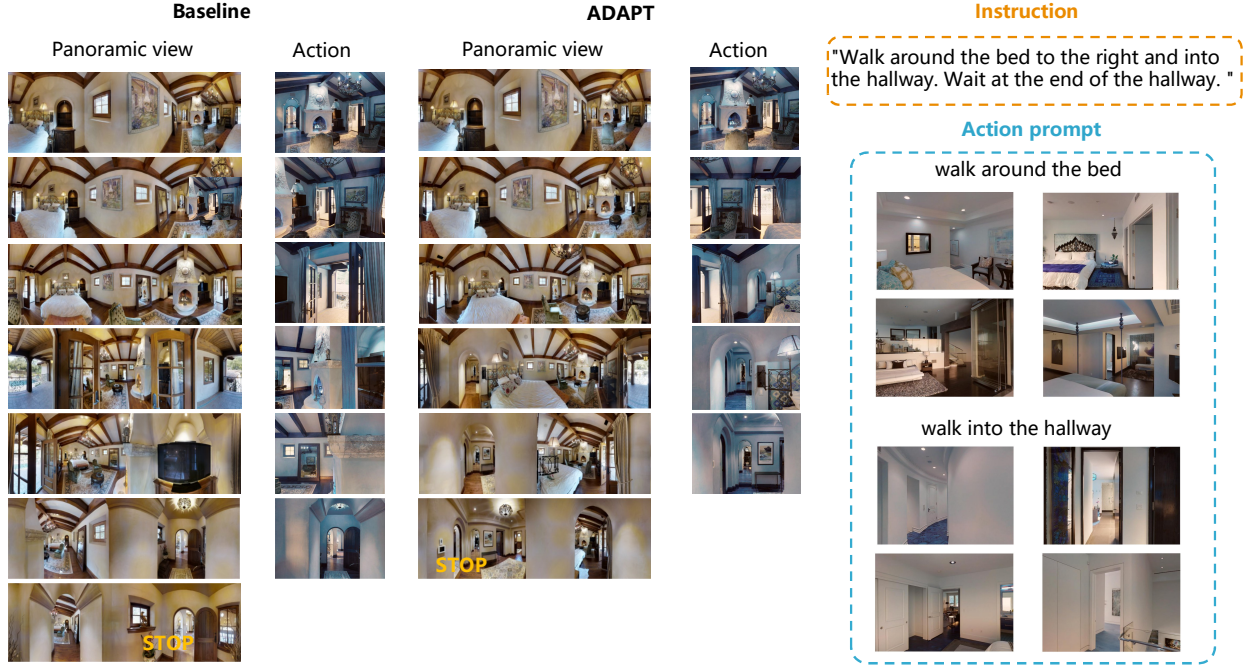 Baseline
ADAPT
Instruction
Panoramic view
Action
Panoramic view
Action
"Walk around the bed to the right and into
the hallway. Wait at the end of the hallway. "
Action prompt
walk around the bed
walk into the hallway
STOP
STOP